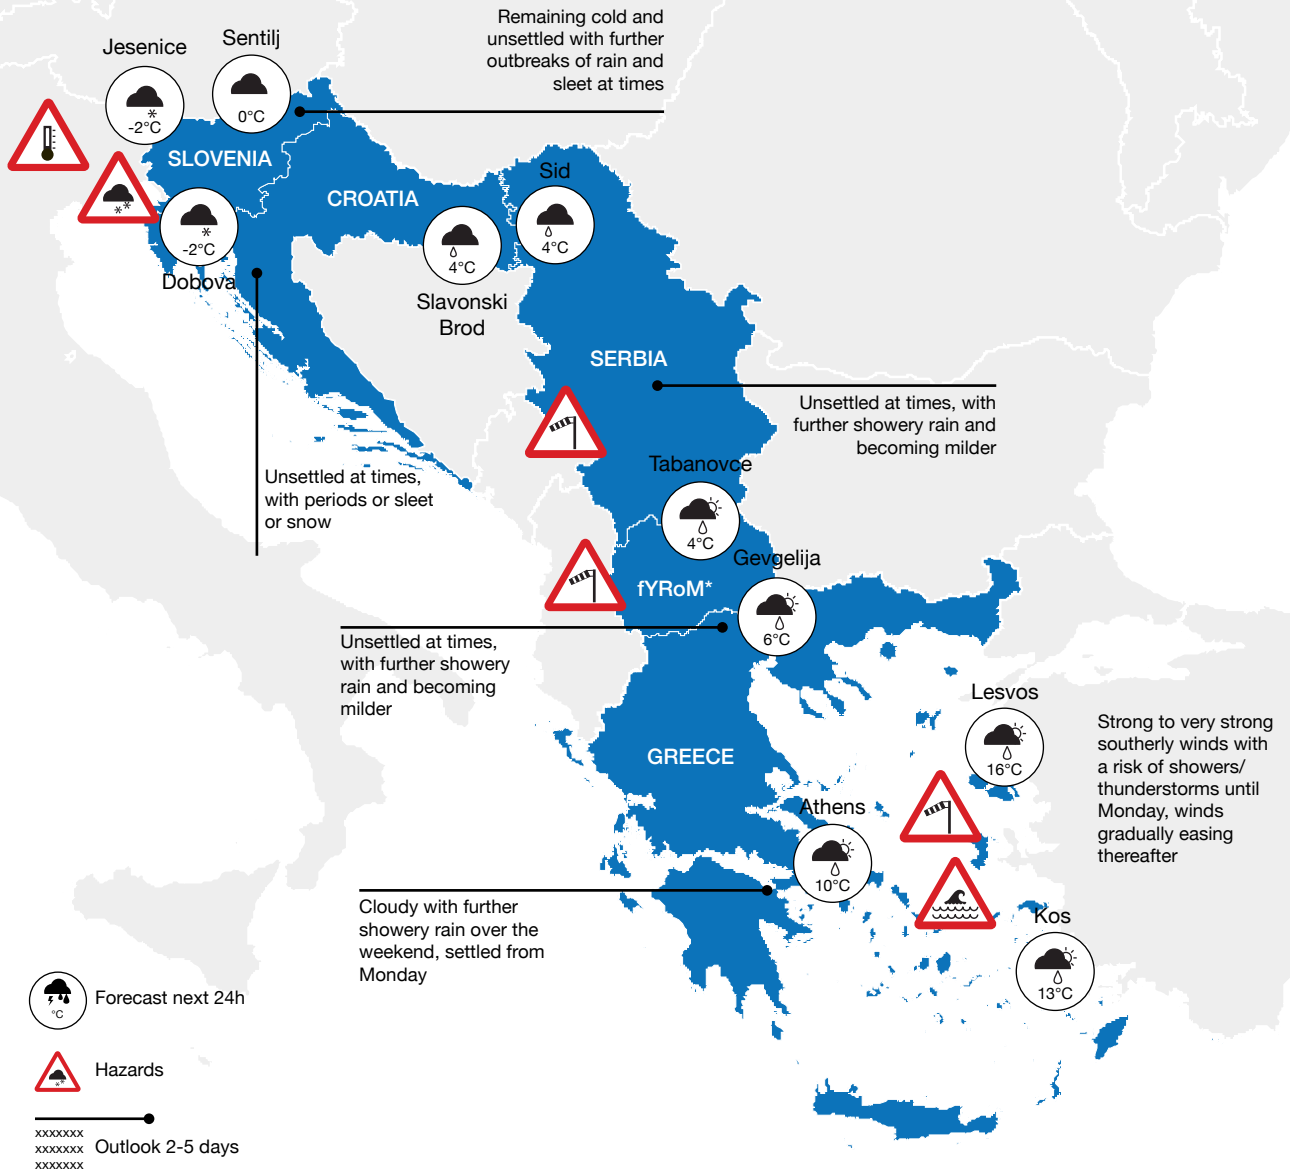 Remaining cold and
unsettled with further
outbreaks of rain and
sleet at times
Jesenice
Sentilj
-2°C
0°C
SLOVENIA
CROATIA
Sid
4°C
-2°C
Dobova
4°C
Slavonski
Brod
SERBIA
Unsettled at times, with
further showery rain and
becoming milder
Unsettled at times,
with periods or sleet
or snow
Tabanovce
4°C
Gevgelija
fYRoM*
6°C
Unsettled at times,
with further showery
rain and becoming
milder
Lesvos
16°C
Strong to very strong
southerly winds with
a risk of showers/
thunderstorms until
Monday, winds
gradually easing
thereafter
GREECE
Athens
10°C
Cloudy with further
showery rain over the
weekend, settled from
Monday
Kos
13°C
°C
Forecast next 24h
Hazards
xxxxxxx
xxxxxxx Outlook 2-5 days
xxxxxxx